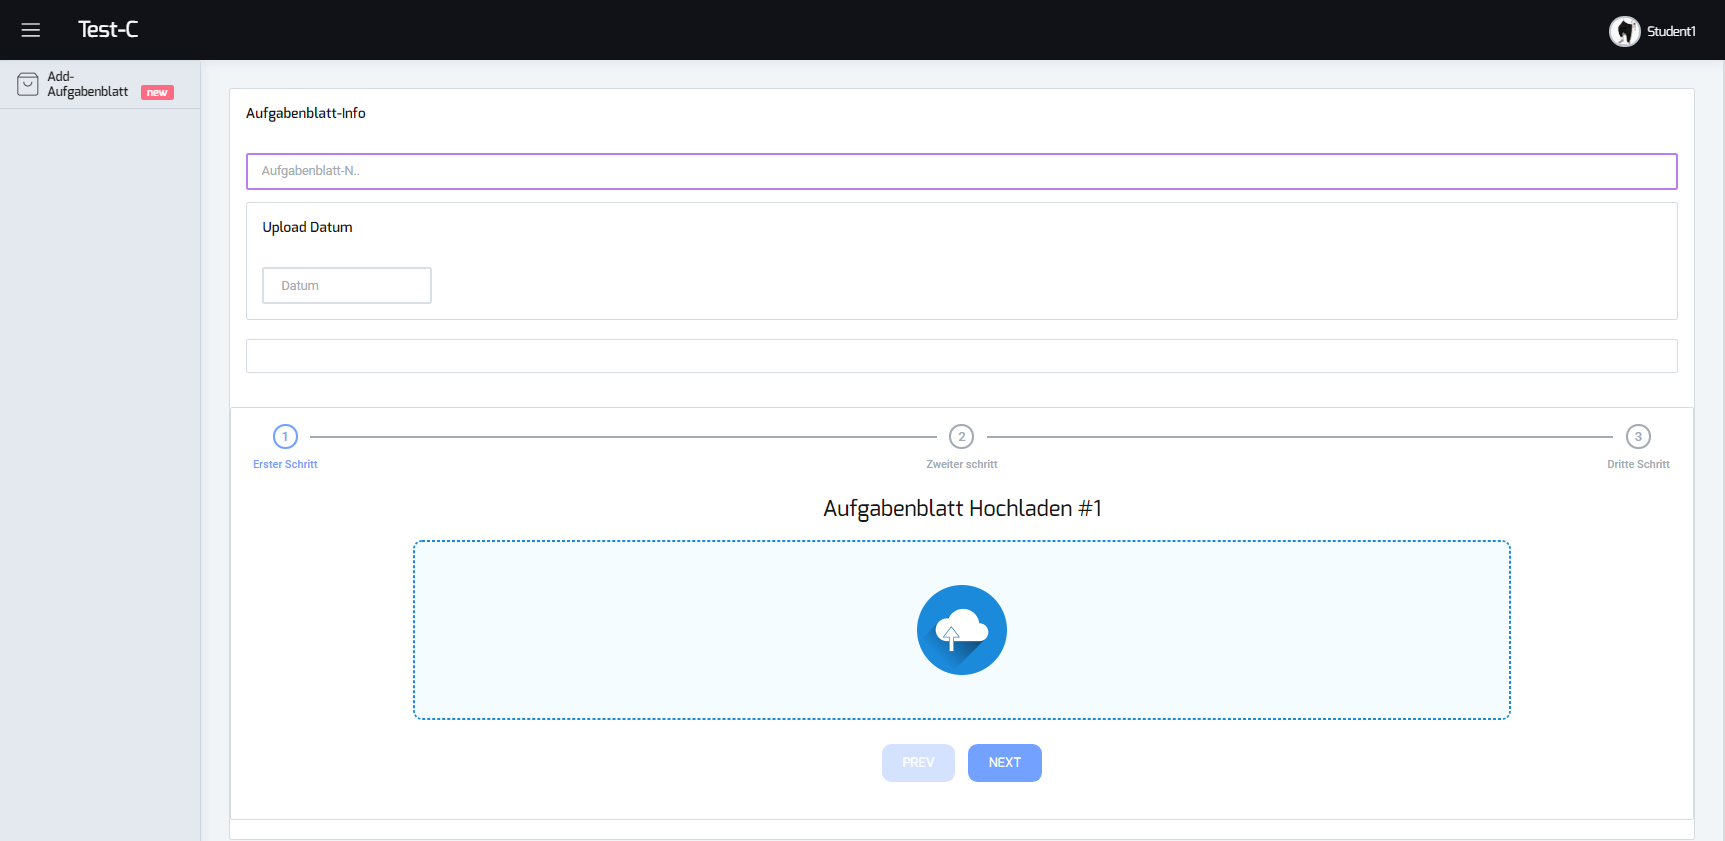 Test-C
Student1
Add-
Aufgabenblatt new
Aufgabenblatt-Info
Aufgabenblatt-N..
Upload Datum
Datum
1 2 3
Erster Schritt Zweiter schritt Dritte Schritt
Aufgabenblatt Hochladen #1
PREV NEXT